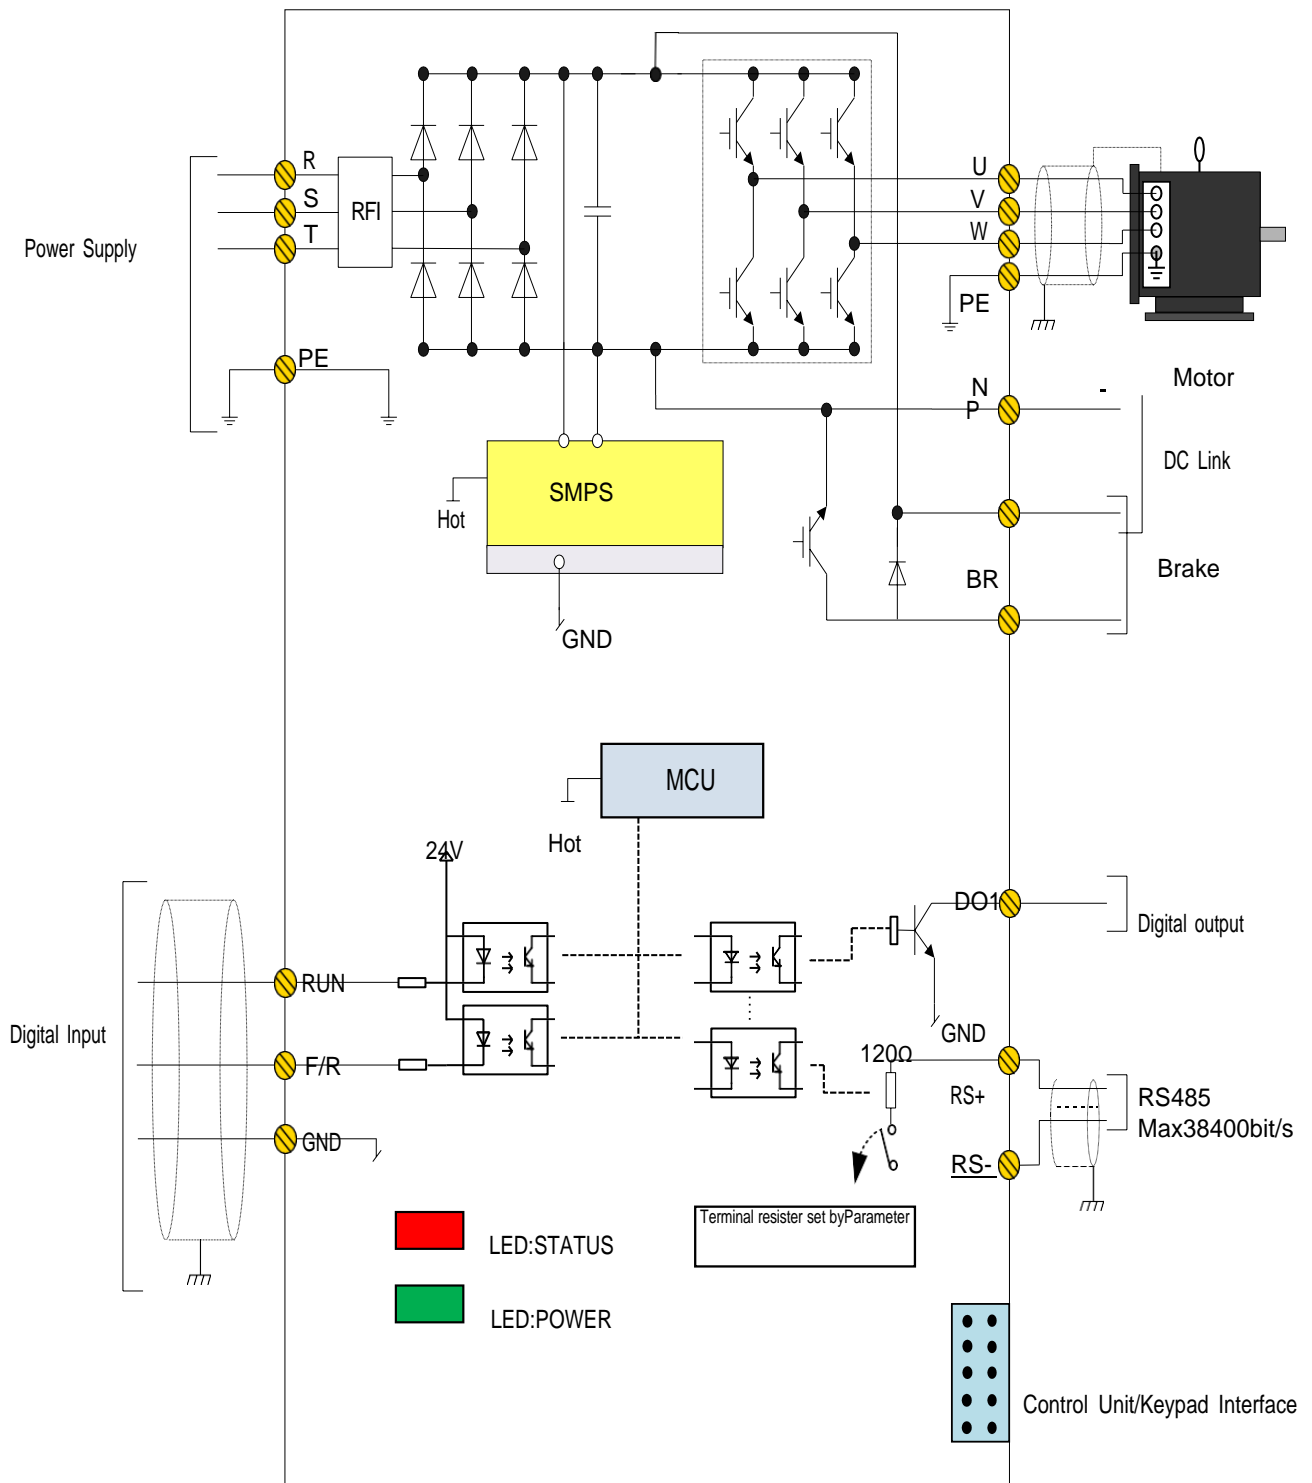 R
S
T
RFI
Power Supply
PE
U
V
W
PE
Motor
N
P
-
DC Link
SMPS
Hot
GND
BR
Brake
MCU
Hot
24V
DO1
Digital output
RUN
Digital Input
F/R
GND
GND
120Ω
RS+
RS485
Max38400bit/s
RS-
Terminal resister set byParameter
LED:STATUS
LED:POWER
Control Unit/Keypad Interface